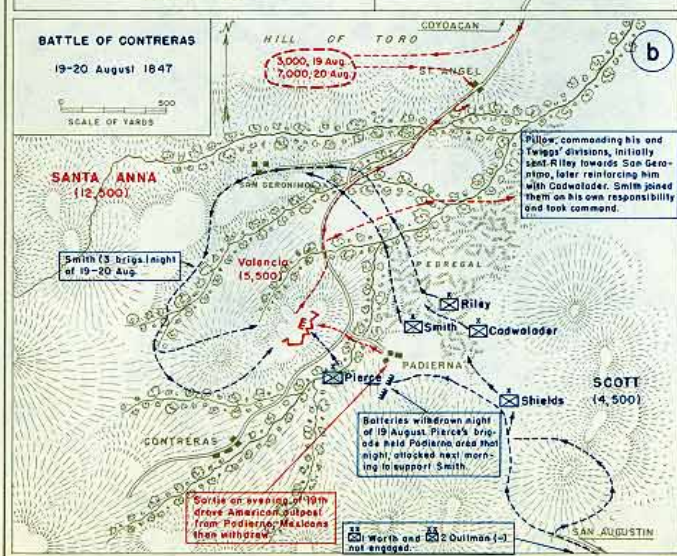 BATTLE OF CONTRERAS
19-20 August 1847
0 500
SCALE OF YARDS
N
HILL OF TORO
COYOACAN
b
3,000, 19 Aug.
7,000, 20 Aug.
ST. ANGEL
SANTA ANNA
(12,500)
SAN GERONIMO
Pillow, commanding his and
Twiggs' divisions, initially
sent Riley towards San Gero-
nimo, later reinforcing him
with Cadwalader. Smith joined
them on his own responsibility
and took command.
Smith (3 brigs.) night
of 19-20 Aug.
Valencia
(5,500)
PEDREGAL
X Riley
X Smith
X Cadwalader
E
X Pierce
PADIERNA
X Shields
SCOTT
(4,500)
CONTRERAS
Batteries withdrawn night
of 19 August. Pierce's brig-
ade held Padierna area that
night, attacked next morn-
ing to support Smith.
Sortie on evening of 19th
drove American outpost
from Padierna; Mexicans
then withdrew.
XX 1 Worth and XX 2 Quitman (-)
not engaged.
SAN AUGUSTIN